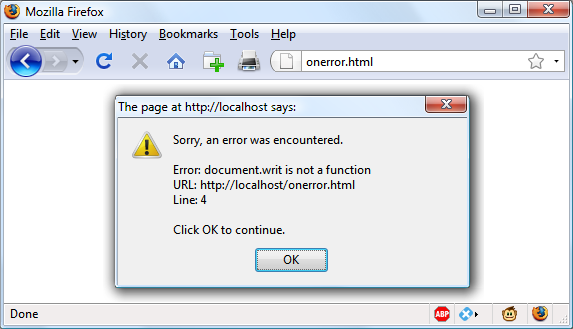 Mozilla Firefox
File Edit View History Bookmarks Tools Help
onerror.html
The page at http://localhost says:
Sorry, an error was encountered.
Error: document.writ is not a function
URL: http://localhost/onerror.html
Line: 4
Click OK to continue.
OK
Done
ABP